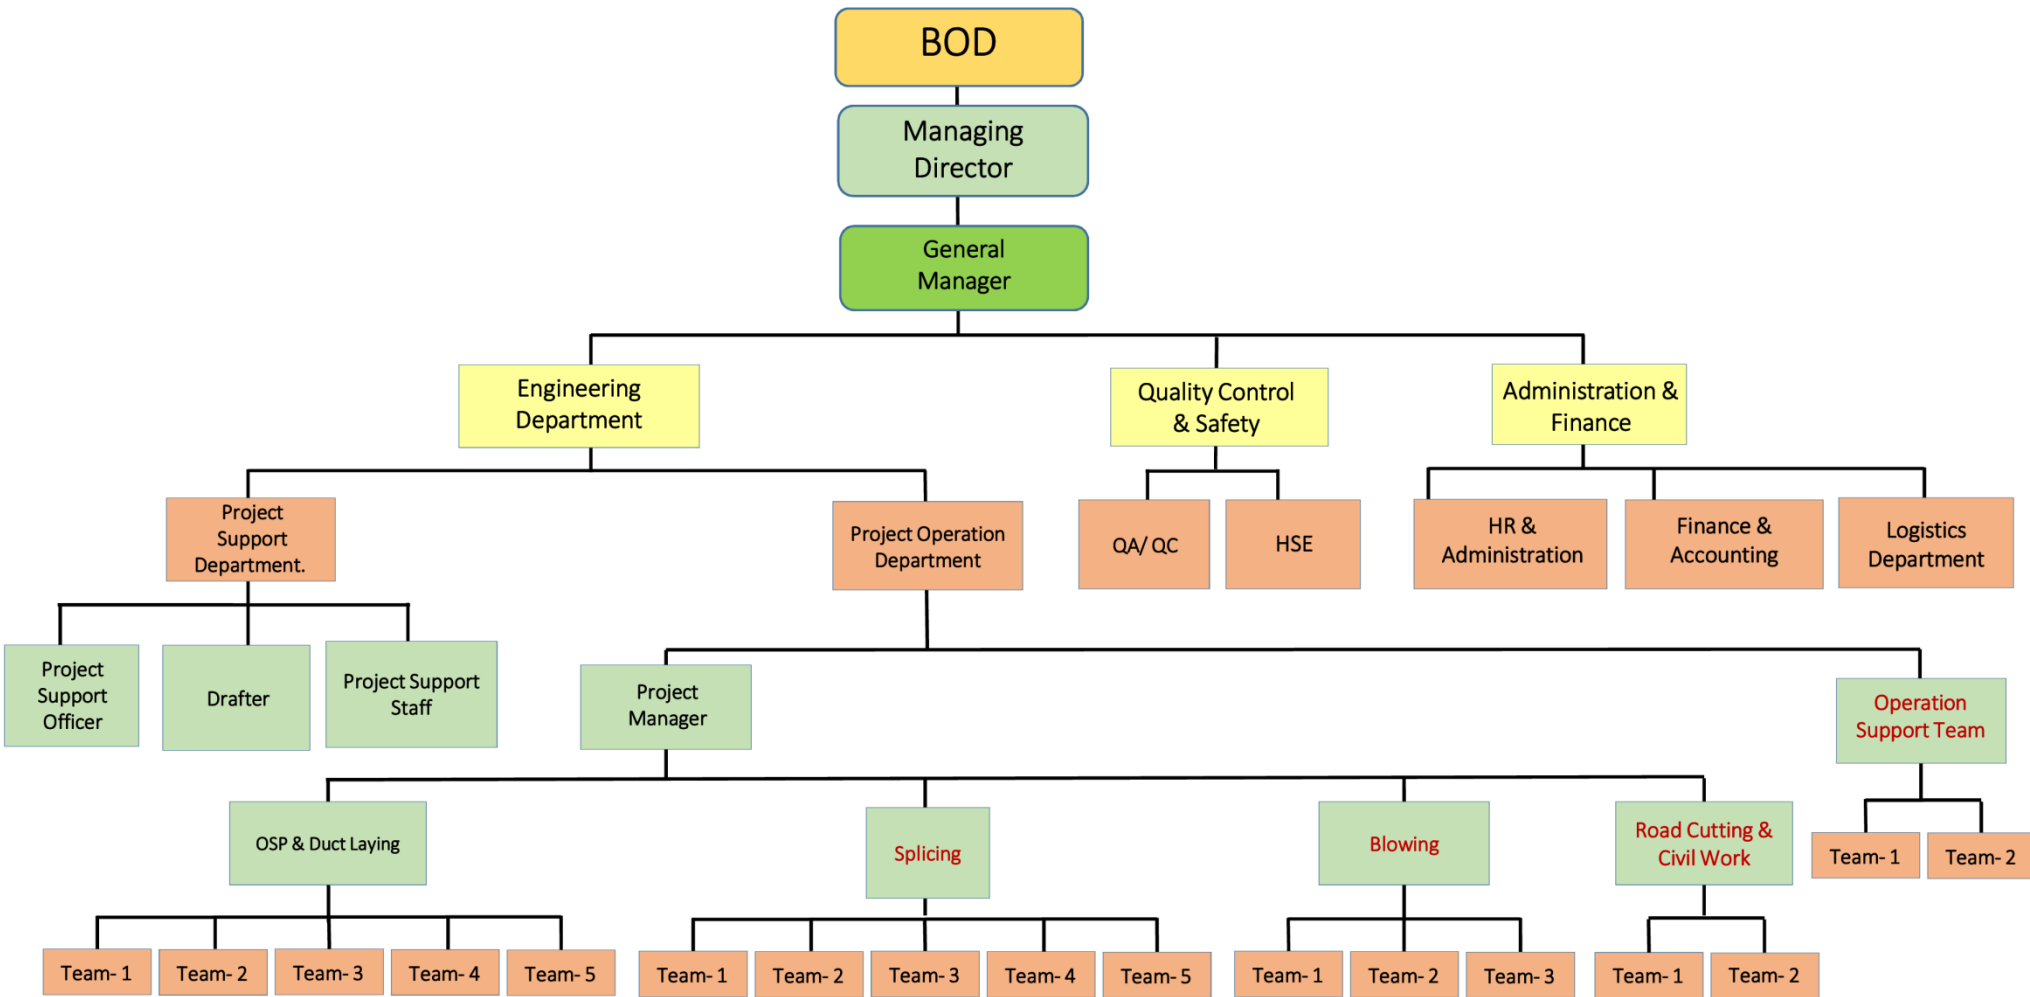 BOD
Managing
Director
General
Manager
Engineering
Department
Quality Control
& Safety
Administration &
Finance
Project
Support
Department.
Project Operation
Department
QA/ QC
HSE
HR &
Administration
Finance &
Accounting
Logistics
Department
Project
Support
Officer
Drafter
Project Support
Staff
Project
Manager
Operation
Support Team
OSP & Duct Laying
Splicing
Blowing
Road Cutting &
Civil Work
Team- 1
Team- 2
Team- 1
Team- 2
Team- 3
Team- 4
Team- 5
Team- 1
Team- 2
Team- 3
Team- 4
Team- 5
Team- 1
Team- 2
Team- 3
Team- 1
Team- 2